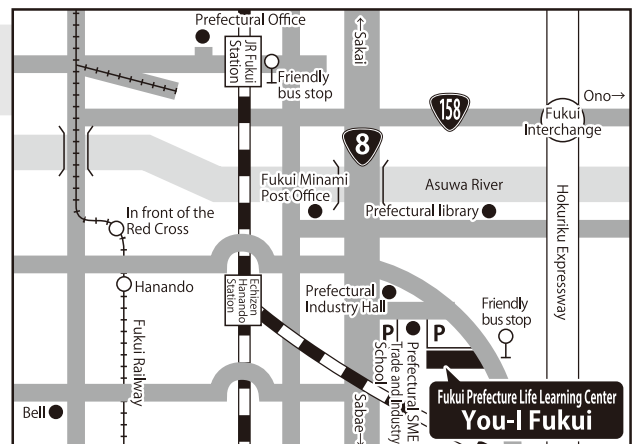 Prefectural Office
JR Fukui
Station
Friendly
bus stop
←Sakai
158
Ono→
Fukui
Interchange
8
Fukui Minami
Post Office
Asuwa River
Prefectural library
In front of the
Red Cross
Hokuriku Expressway
Hanando
Echizen
Hanando
Station
Prefectural
Industry Hall
Friendly
bus stop
Fukui Railway
P
P
Prefectural SME
Trade and Industry
School
Bell
Sabae→
Fukui Prefecture Life Learning Center
You-I Fukui